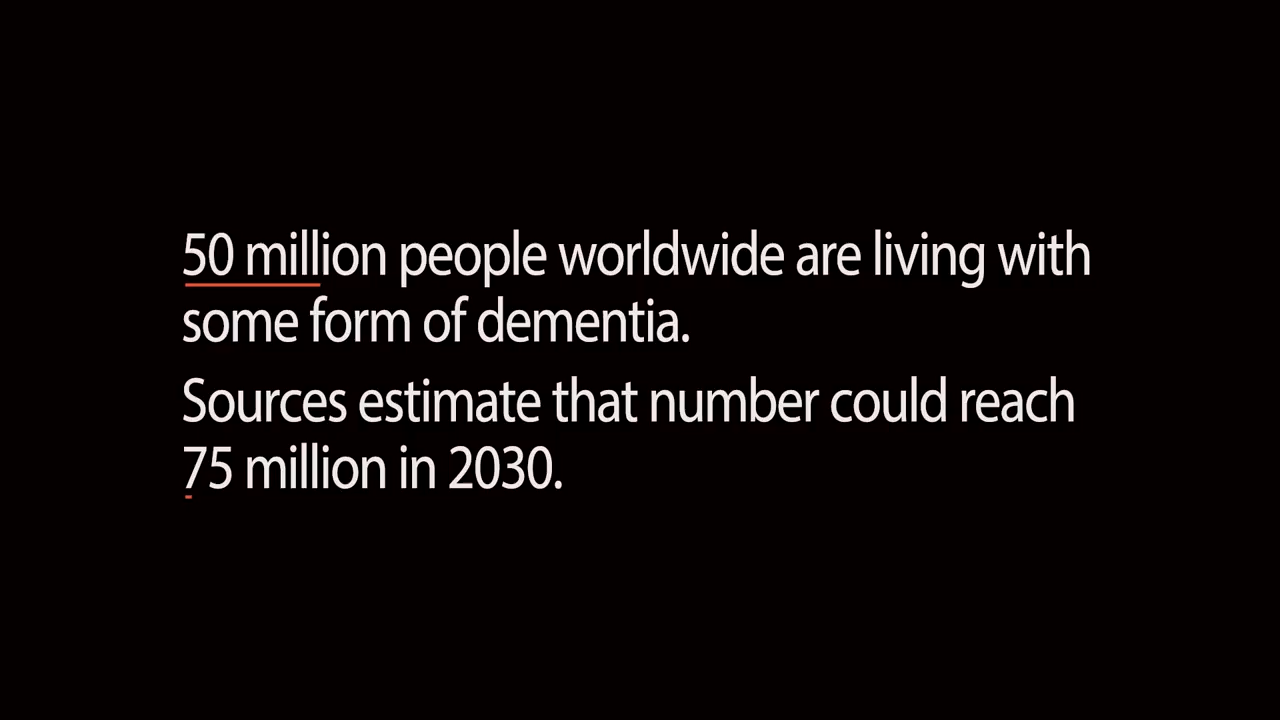 50 million people worldwide are living with
some form of dementia.
Sources estimate that number could reach
75 million in 2030.